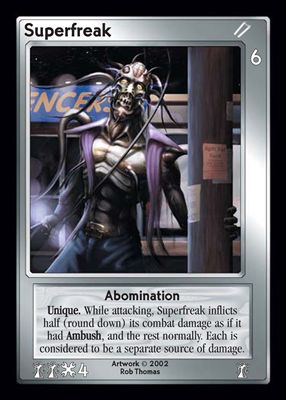 Superfreak
6
ENCERS
Abomination
Unique. While attacking, Superfreak inflicts
half (round down) its combat damage as if it
had Ambush, and the rest normally. Each is
considered to be a separate source of damage.
4
Artwork © 2002
Rob Thomas